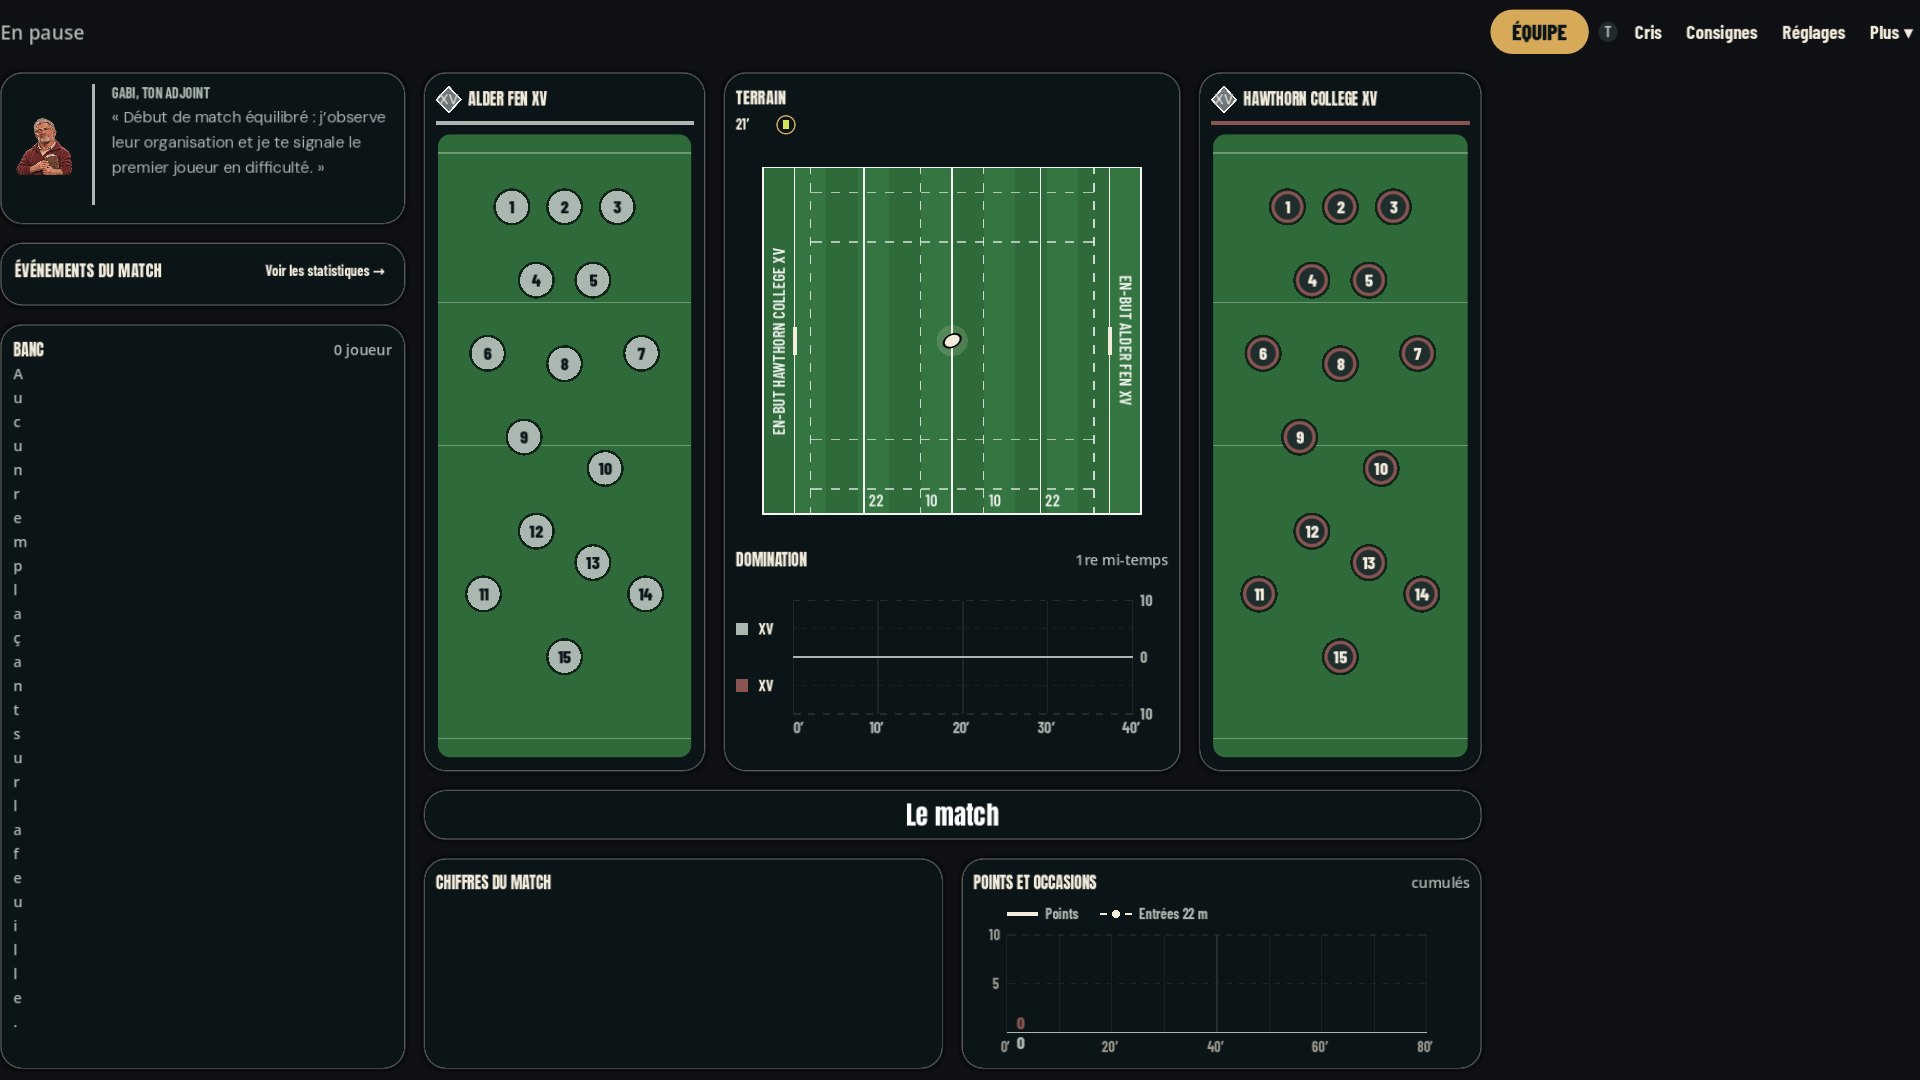 En pause
ÉQUIPE
T
Cris
Consignes
Réglages
Plus ▾
GABI, TON ADJOINT
« Début de match équilibré : j’observe
leur organisation et je te signale le
premier joueur en difficulté. »
ÉVÉNEMENTS DU MATCH
Voir les statistiques →
BANC
0 joueur
A
u
c
u
n
r
e
m
p
l
a
ç
a
n
t
s
u
r
l
a
f
e
u
i
l
l
e
.
XV
ALDER FEN XV
1
2
3
4
5
6
7
8
9
10
12
13
11
14
15
TERRAIN
21’
EN-BUT HAWTHORN COLLEGE XV
EN-BUT ALDER FEN XV
22
10
10
22
DOMINATION
1re mi-temps
XV
XV
10
0
10
0’
10’
20’
30’
40’
XV
HAWTHORN COLLEGE XV
1
2
3
4
5
6
7
8
9
10
12
13
11
14
15
Le match
CHIFFRES DU MATCH
POINTS ET OCCASIONS
cumulés
Points
Entrées 22 m
10
5
0
0
0’
20’
40’
60’
80’